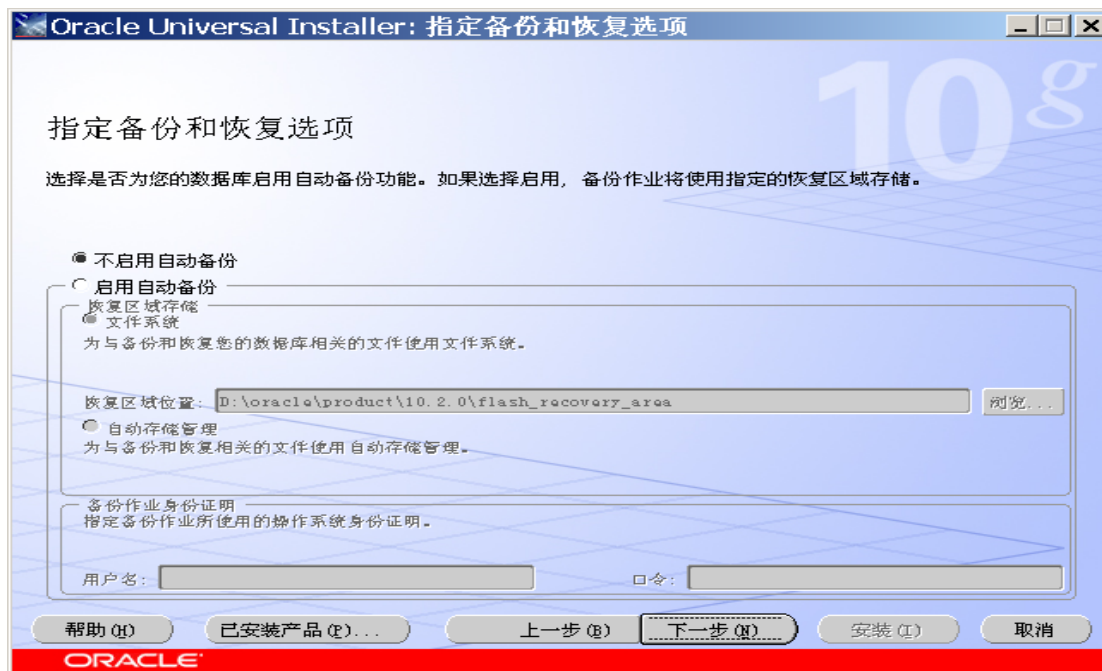 Oracle Universal Installer: 指定备份和恢复选项
10g
指定备份和恢复选项
选择是否为您的数据库启用自动备份功能。如果选择启用，备份作业将使用指定的恢复区域存储。
不启用自动备份
启用自动备份
恢复区域存储
文件系统
为与备份和恢复您的数据库相关的文件使用文件系统。
恢复区域位置: D:\oracle\product\10.2.0\flash_recovery_area 浏览...
自动存储管理
为与备份和恢复相关的文件使用自动存储管理。
备份作业身份证明
指定备份作业所使用的操作系统身份证明。
用户名: 口令:
帮助(H) 已安装产品(P)... 上一步(B) 下一步(N) 安装(I) 取消
ORACLE